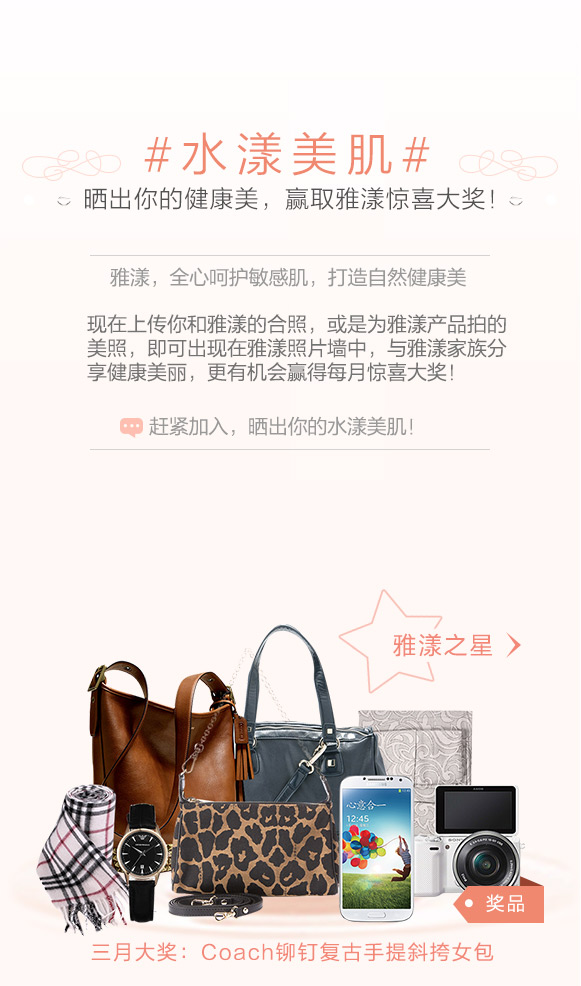 #水漾美肌#
晒出你的健康美，赢取雅漾惊喜大奖！
雅漾，全心呵护敏感肌，打造自然健康美
现在上传你和雅漾的合照，或是为雅漾产品拍的
美照，即可出现在雅漾照片墙中，与雅漾家族分
享健康美丽，更有机会赢得每月惊喜大奖！
赶紧加入，晒出你的水漾美肌！
雅漾之星
心意合一
12:45
SONY
奖品
三月大奖：Coach铆钉复古手提斜挎女包